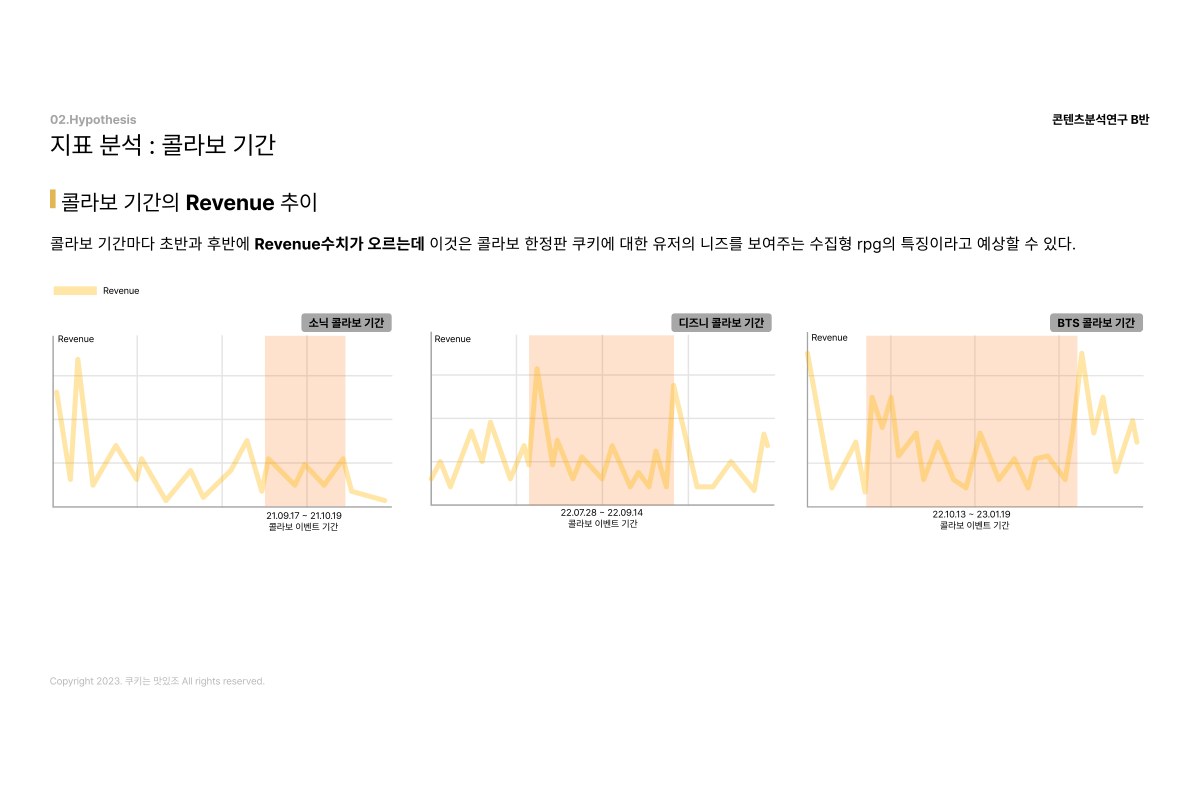 02.Hypothesis
콘텐츠분석연구 B반
지표 분석 : 콜라보 기간
콜라보 기간의 Revenue 추이
콜라보 기간마다 초반과 후반에 Revenue수치가 오르는데 이것은 콜라보 한정판 쿠키에 대한 유저의 니즈를 보여주는 수집형 rpg의 특징이라고 예상할 수 있다.
Revenue
소닉 콜라보 기간
Revenue
21.09.17 ~ 21.10.19
콜라보 이벤트 기간
디즈니 콜라보 기간
Revenue
22.07.28 ~ 22.09.14
콜라보 이벤트 기간
BTS 콜라보 기간
Revenue
22.10.13 ~ 23.01.19
콜라보 이벤트 기간
Copyright 2023. 쿠키는 맛있조 All rights reserved.